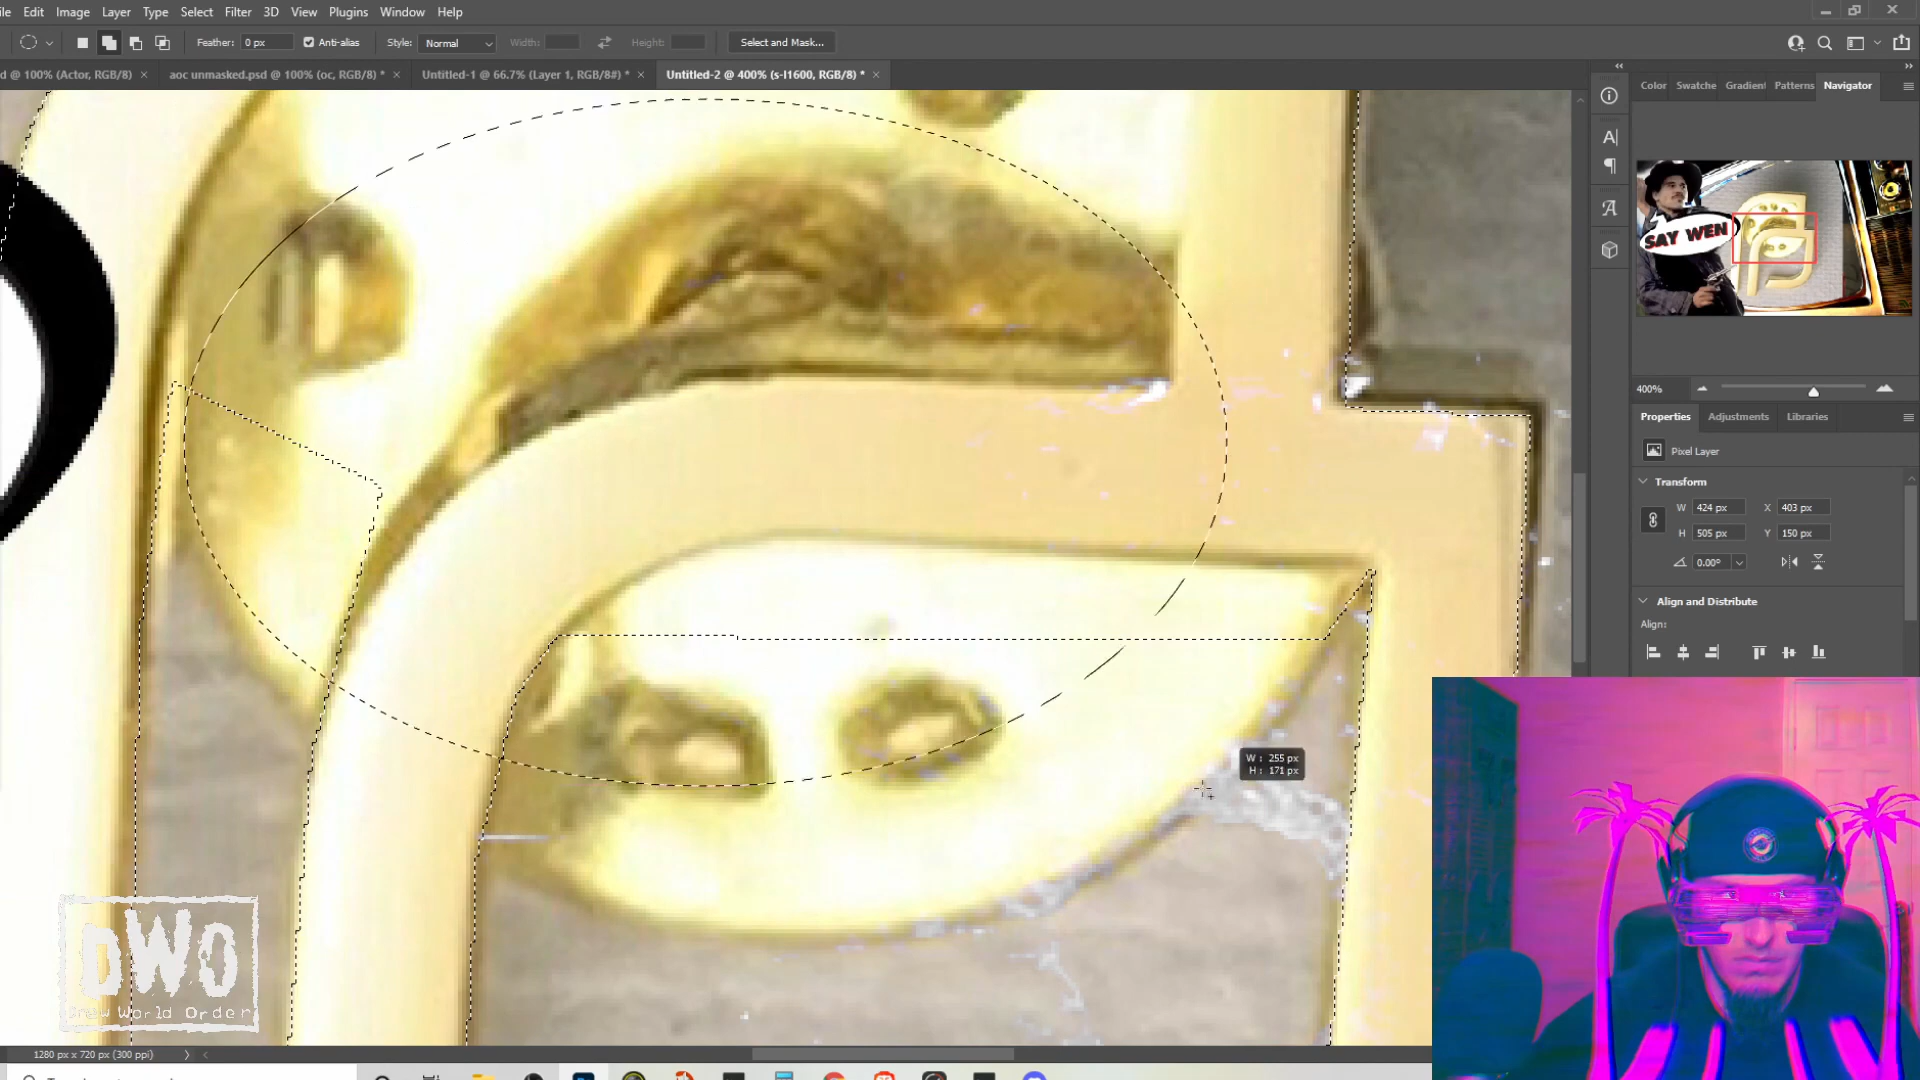 ile Edit Image Layer Type Select Filter 3D View Plugins Window Help
Feather: 0 px Anti-alias Style: Normal Width: Height: Select and Mask...
d @ 100% (Actor, RGB/8) × aoc unmasked.psd @ 100% (oc, RGB/8) * × Untitled-1 @ 66.7% (Layer 1, RGB/8#) * × Untitled-2 @ 400% (s-l1600, RGB/8) * ×
Color Swatche Gradien Patterns Navigator
SAY WEN
400%
Properties Adjustments Libraries
Pixel Layer
Transform
W 424 px X 403 px
H 505 px Y 150 px
0.00°
Align and Distribute
Align:
W : 255 px
H : 171 px
DWO
Drew World Order
1280 px x 720 px (300 ppi)